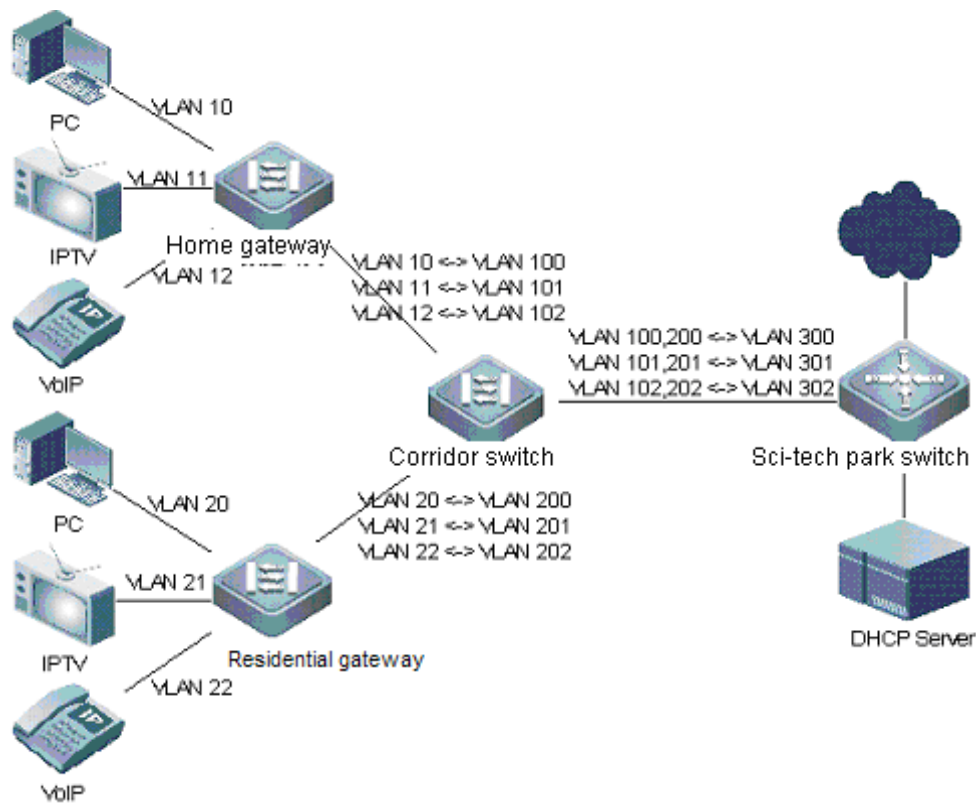 VLAN 10
PC
VLAN 11
IPTV
Home gateway
VLAN 12
VoIP
VLAN 10 <-> VLAN 100
VLAN 11 <-> VLAN 101
VLAN 12 <-> VLAN 102
VLAN 100,200 <-> VLAN 300
VLAN 101,201 <-> VLAN 301
VLAN 102,202 <-> VLAN 302
Corridor switch
Sci-tech park switch
VLAN 20
PC
VLAN 20 <-> VLAN 200
VLAN 21 <-> VLAN 201
VLAN 22 <-> VLAN 202
VLAN 21
IPTV
Residential gateway
DHCP Server
VLAN 22
IP
VoIP